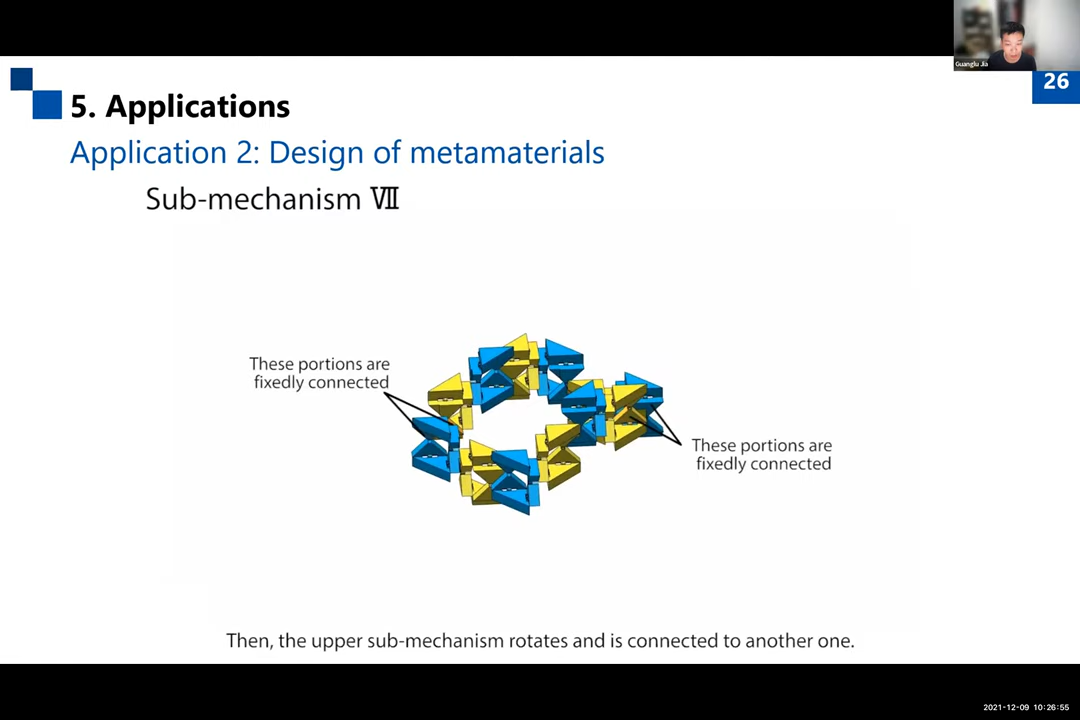 Guanglu Jia
26
5. Applications
Application 2: Design of metamaterials
Sub-mechanism Ⅶ
These portions are
fixedly connected
These portions are
fixedly connected
Then, the upper sub-mechanism rotates and is connected to another one.
2021-12-09 10:26:55